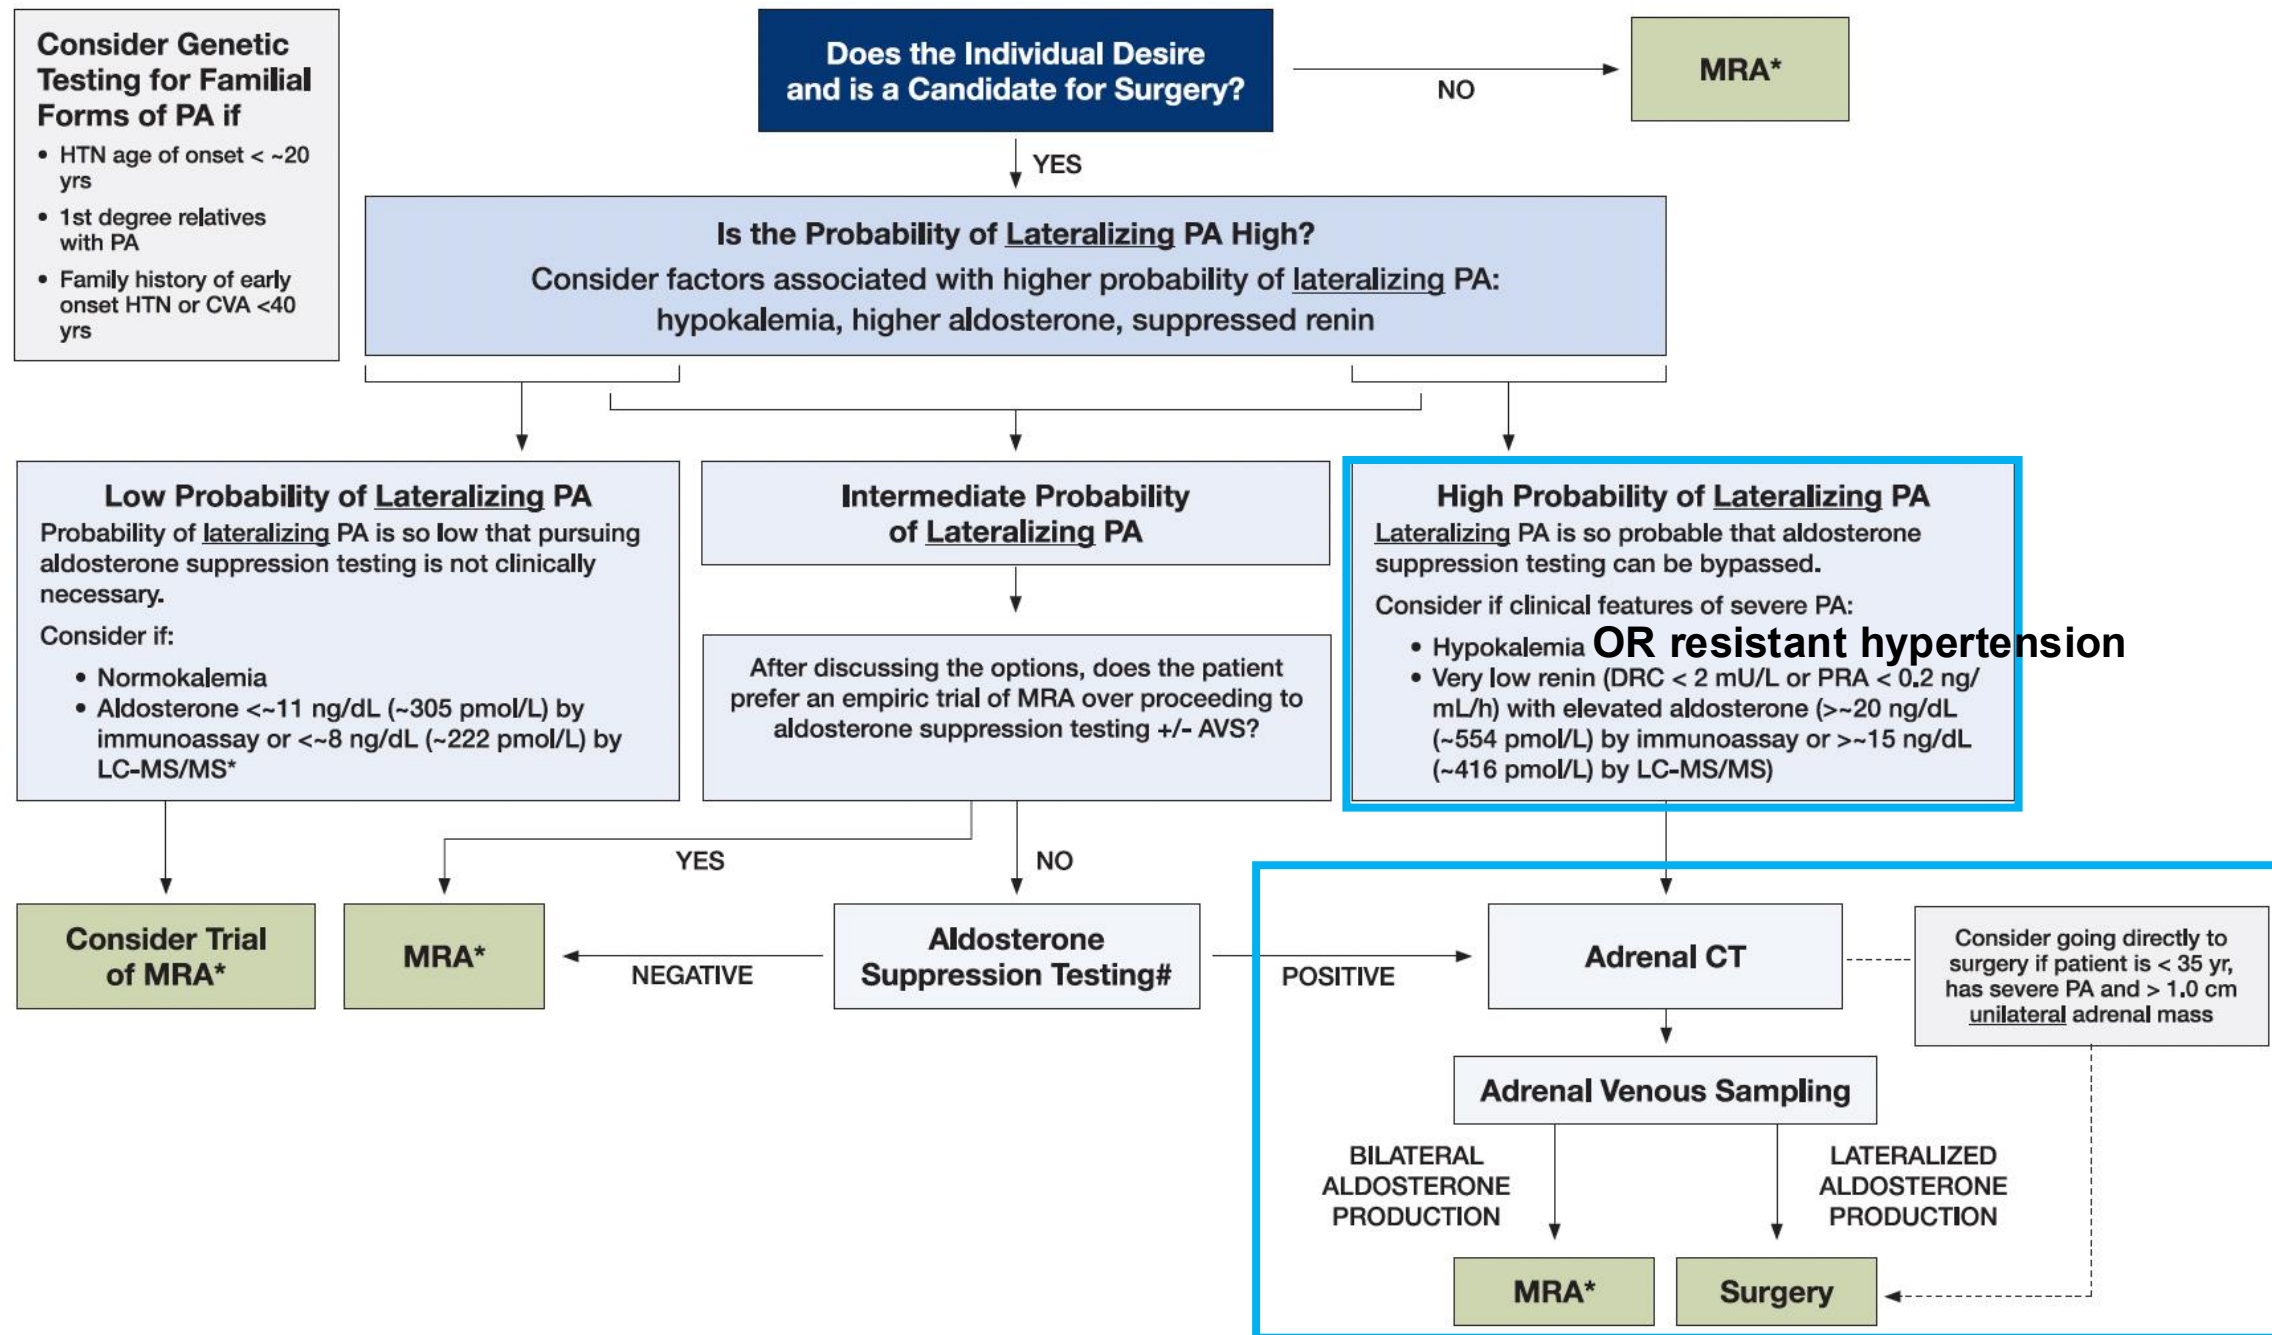 Consider Genetic
Testing for Familial
Forms of PA if
• HTN age of onset < ~20
yrs
• 1st degree relatives
with PA
• Family history of early
onset HTN or CVA <40
yrs
Does the Individual Desire
and is a Candidate for Surgery?
NO
MRA*
YES
Is the Probability of Lateralizing PA High?
Consider factors associated with higher probability of lateralizing PA:
hypokalemia, higher aldosterone, suppressed renin
Low Probability of Lateralizing PA
Probability of lateralizing PA is so low that pursuing
aldosterone suppression testing is not clinically
necessary.
Consider if:
• Normokalemia
• Aldosterone <~11 ng/dL (~305 pmol/L) by
immunoassay or <~8 ng/dL (~222 pmol/L) by
LC-MS/MS*
Intermediate Probability
of Lateralizing PA
After discussing the options, does the patient
prefer an empiric trial of MRA over proceeding to
aldosterone suppression testing +/- AVS?
High Probability of Lateralizing PA
Lateralizing PA is so probable that aldosterone
suppression testing can be bypassed.
Consider if clinical features of severe PA:
• Hypokalemia OR resistant hypertension
• Very low renin (DRC < 2 mU/L or PRA < 0.2 ng/
mL/h) with elevated aldosterone (>~20 ng/dL
(~554 pmol/L) by immunoassay or >~15 ng/dL
(~416 pmol/L) by LC-MS/MS)
YES
NO
Consider Trial
of MRA*
MRA*
NEGATIVE
Aldosterone
Suppression Testing#
POSITIVE
Adrenal CT
Consider going directly to
surgery if patient is < 35 yr,
has severe PA and > 1.0 cm
unilateral adrenal mass
Adrenal Venous Sampling
BILATERAL
ALDOSTERONE
PRODUCTION
LATERALIZED
ALDOSTERONE
PRODUCTION
MRA*
Surgery